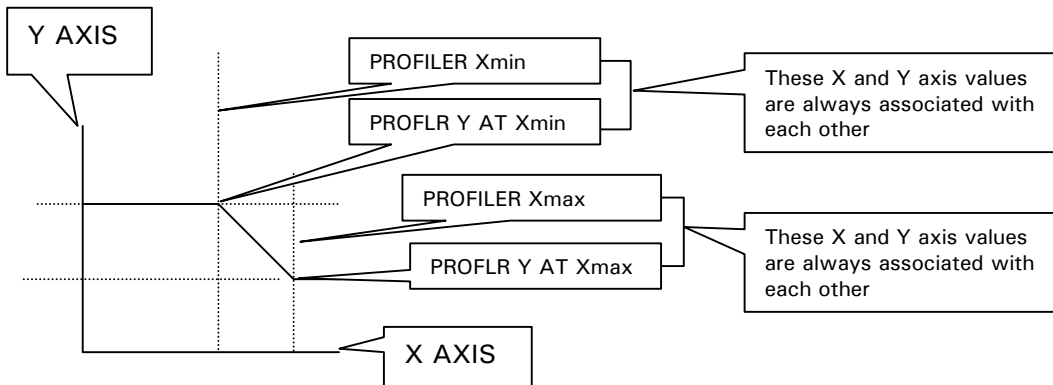 Y AXIS
PROFILER Xmin
PROFLR Y AT Xmin
These X and Y axis values
are always associated with
each other
PROFILER Xmax
PROFLR Y AT Xmax
These X and Y axis values
are always associated with
each other
X AXIS